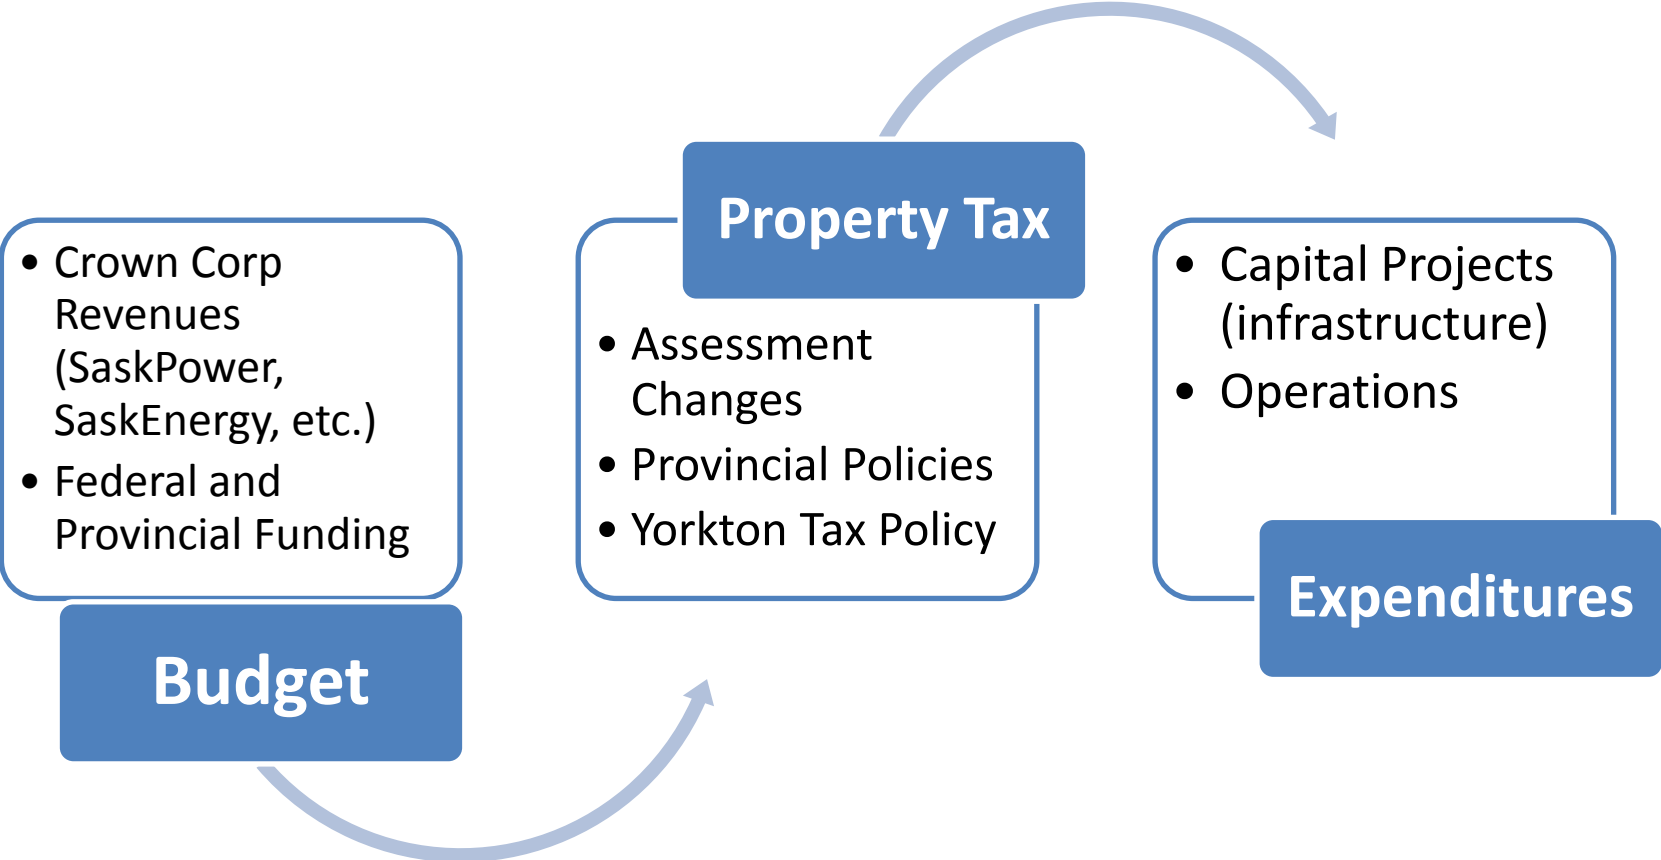 • Crown Corp
Revenues
(SaskPower,
SaskEnergy, etc.)
• Federal and
Provincial Funding
Budget
Property Tax
• Assessment
Changes
• Provincial Policies
• Yorkton Tax Policy
• Capital Projects
(infrastructure)
• Operations
Expenditures